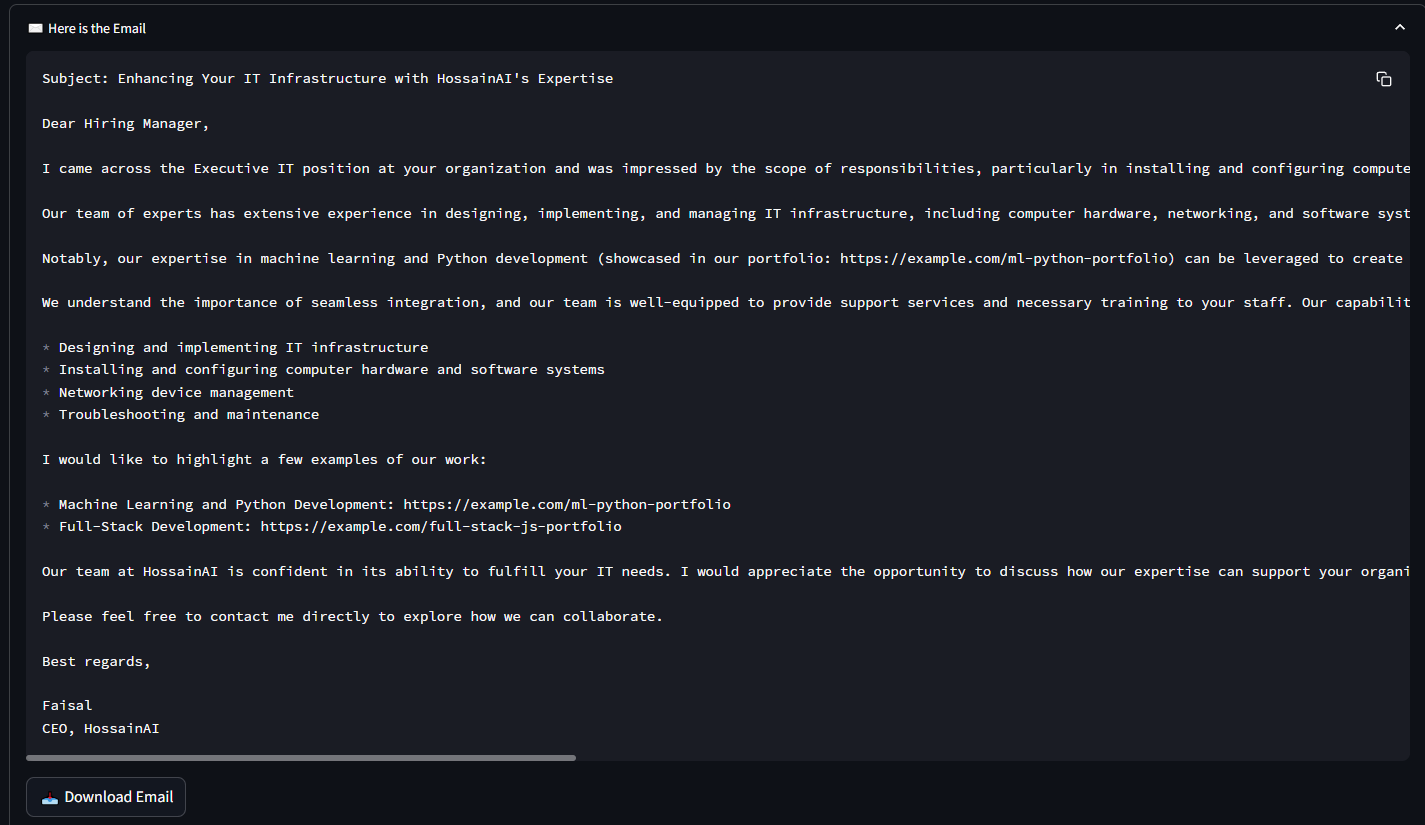 Here is the Email
Subject: Enhancing Your IT Infrastructure with HossainAI's Expertise
Dear Hiring Manager,
I came across the Executive IT position at your organization and was impressed by the scope of responsibilities, particularly in installing and configuring compute
Our team of experts has extensive experience in designing, implementing, and managing IT infrastructure, including computer hardware, networking, and software syst
Notably, our expertise in machine learning and Python development (showcased in our portfolio: https://example.com/ml-python-portfolio) can be leveraged to create
We understand the importance of seamless integration, and our team is well-equipped to provide support services and necessary training to your staff. Our capabilit
* Designing and implementing IT infrastructure
* Installing and configuring computer hardware and software systems
* Networking device management
* Troubleshooting and maintenance
I would like to highlight a few examples of our work:
* Machine Learning and Python Development: https://example.com/ml-python-portfolio
* Full-Stack Development: https://example.com/full-stack-js-portfolio
Our team at HossainAI is confident in its ability to fulfill your IT needs. I would appreciate the opportunity to discuss how our expertise can support your organi
Please feel free to contact me directly to explore how we can collaborate.
Best regards,
Faisal
CEO, HossainAI
Download Email